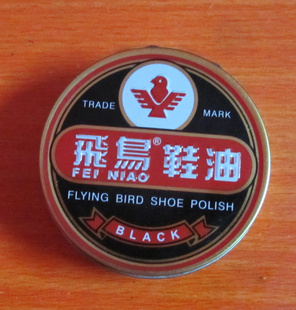 TRADE MARK
飛鳥®鞋油
FEI NIAO
FLYING BIRD SHOE POLISH
BLACK